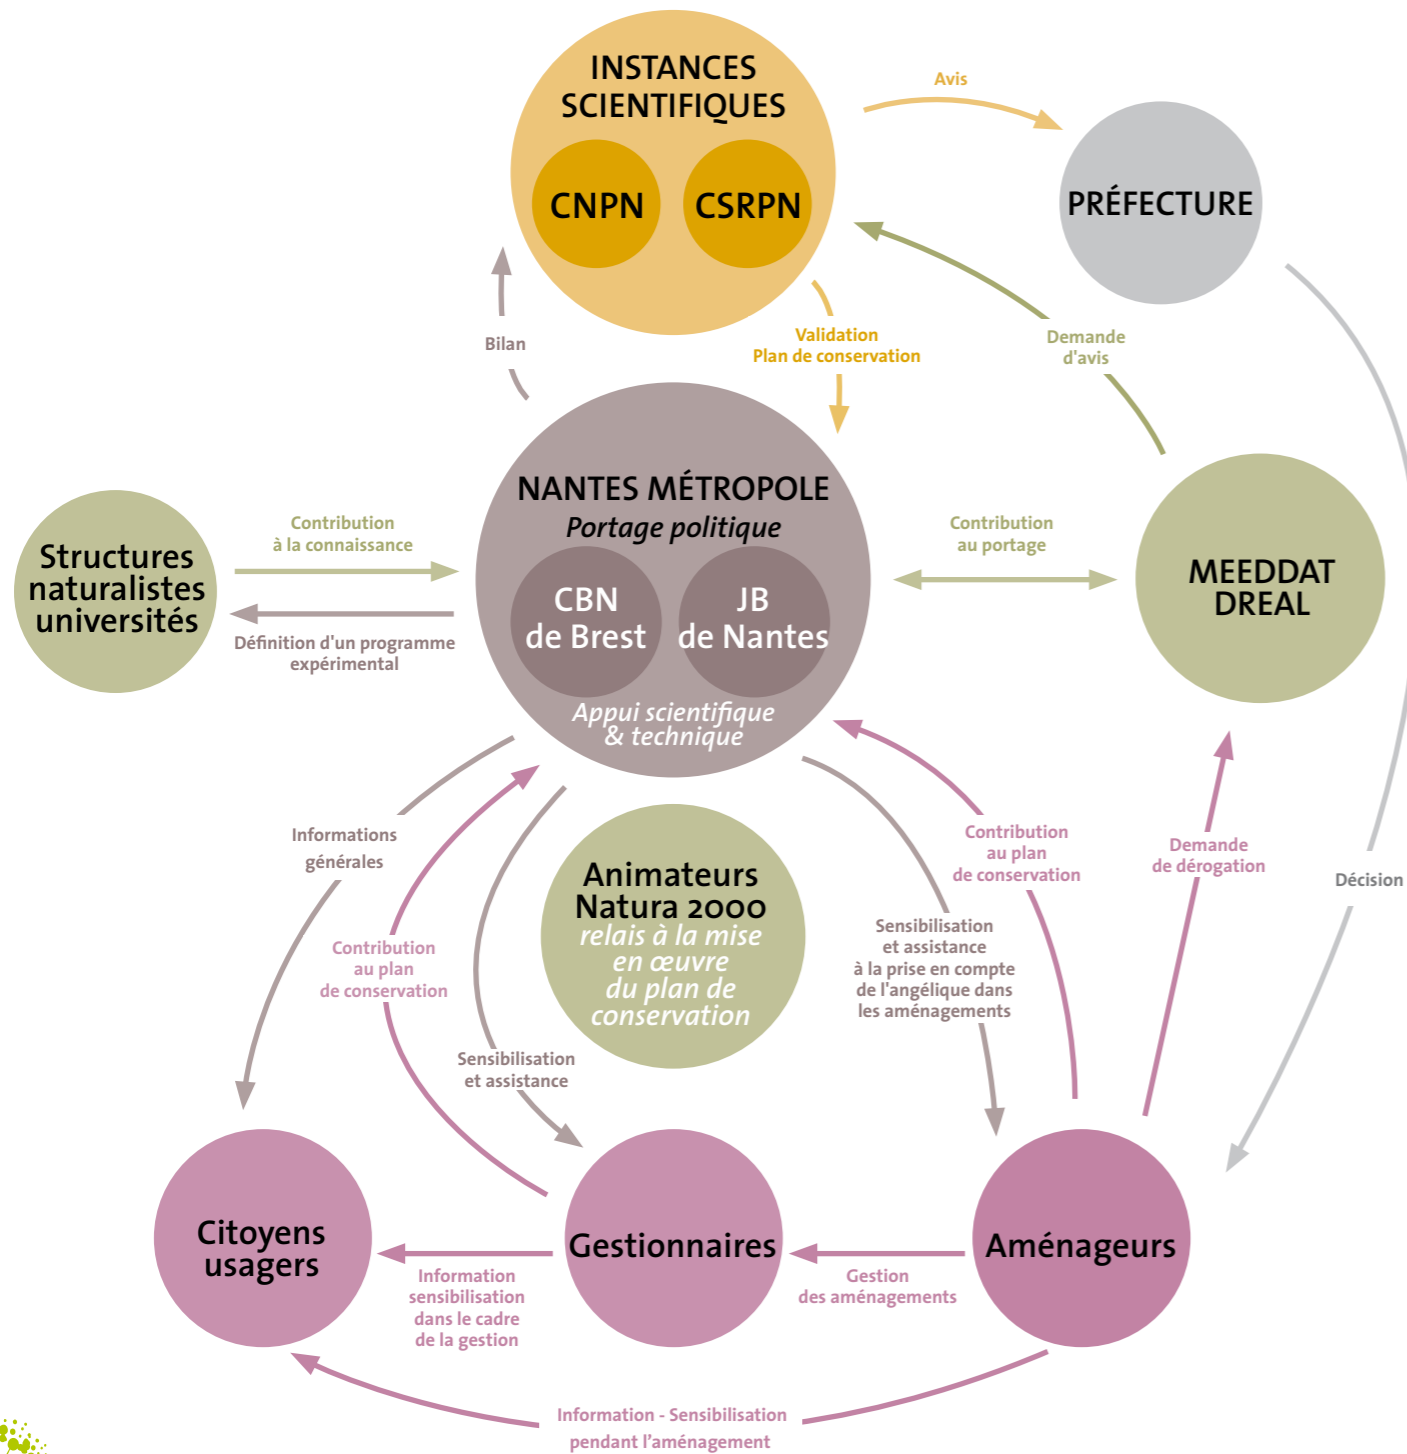 INSTANCES
SCIENTIFIQUES
CNPN
CSRPN
Avis
PRÉFECTURE
Bilan
Validation
Plan de conservation
Demande
d'avis
NANTES MÉTROPOLE
Portage politique
CBN
de Brest
JB
de Nantes
Appui scientifique
& technique
Structures
naturalistes
universités
Contribution
à la connaissance
Définition d'un programme
expérimental
Contribution
au portage
MEEDDAT
DREAL
Informations
générales
Contribution
au plan
de conservation
Sensibilisation
et assistance
Animateurs
Natura 2000
relais à la mise
en œuvre
du plan de
conservation
Sensibilisation
et assistance
à la prise en compte
de l'angélique dans
les aménagements
Contribution
au plan
de conservation
Demande
de dérogation
Décision
Citoyens
usagers
Information
sensibilisation
dans le cadre
de la gestion
Gestionnaires
Gestion
des aménagements
Aménageurs
Information - Sensibilisation
pendant l’aménagement